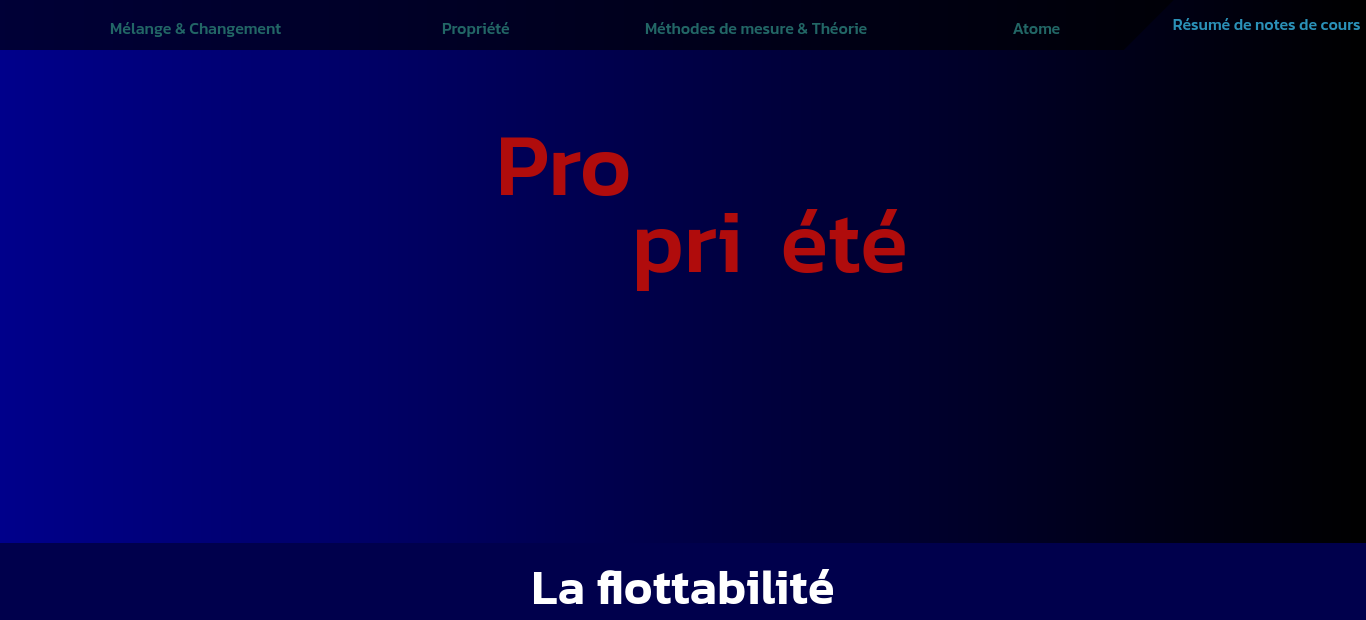 Mélange & Changement Propriété Méthodes de mesure & Théorie Atome Résumé de notes de cours
Pro
pri été
La flottabilité